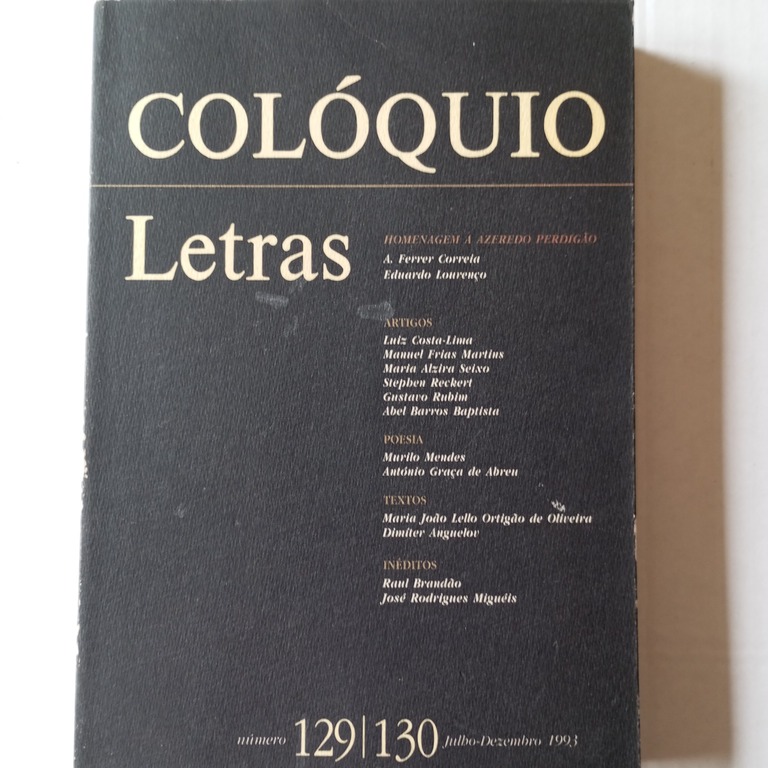 COLÓQUIO
Letras
HOMENAGEM A AZEREDO PERDIGÃO
A. Ferrer Correia
Eduardo Lourenço
ARTIGOS
Luiz Costa-Lima
Manuel Frias Martins
Maria Alzira Seixo
Stephen Reckert
Gustavo Rubim
Abel Barros Baptista
POESIA
Murilo Mendes
António Graça de Abreu
TEXTOS
Maria João Lello Ortigão de Oliveira
Dimíter Ánguelov
INÉDITOS
Raul Brandão
José Rodrigues Miguéis
número 129|130 Julho-Dezembro 1993